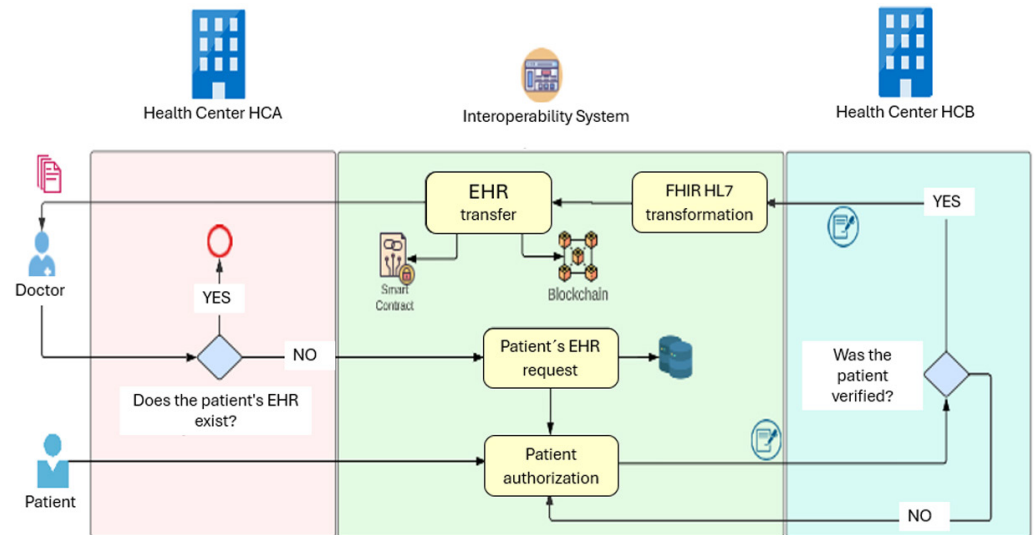 Health Center HCA
Interoperability System
Health Center HCB
EHR
transfer
FHIR HL7
transformation
YES
Doctor
YES
Smart
Contract
Blockchain
NO
Patient´s EHR
request
Was the
patient
verified?
Does the patient's EHR
exist?
Patient
authorization
Patient
NO